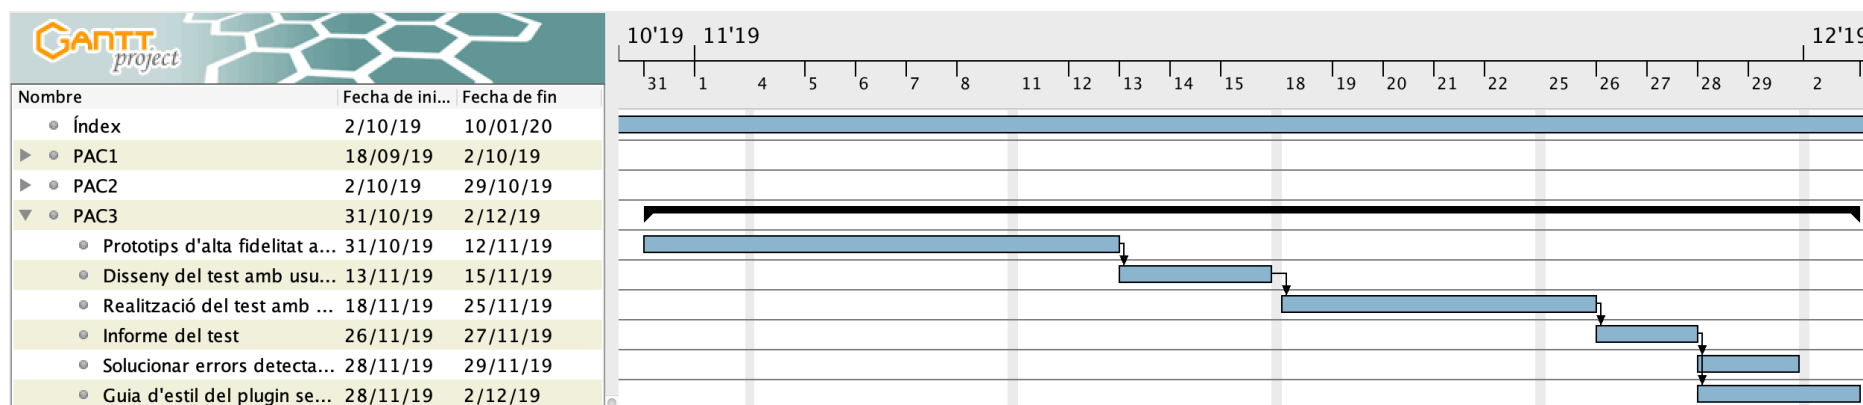 GANTT
project
10'19 11'19 12'19
31 1 4 5 6 7 8 11 12 13 14 15 18 19 20 21 22 25 26 27 28 29 2
Nombre Fecha de ini... Fecha de fin
Índex 2/10/19 10/01/20
PAC1 18/09/19 2/10/19
PAC2 2/10/19 29/10/19
PAC3 31/10/19 2/12/19
Prototips d'alta fidelitat a... 31/10/19 12/11/19
Disseny del test amb usu... 13/11/19 15/11/19
Realització del test amb ... 18/11/19 25/11/19
Informe del test 26/11/19 27/11/19
Solucionar errors detecta... 28/11/19 29/11/19
Guia d'estil del plugin se... 28/11/19 2/12/19